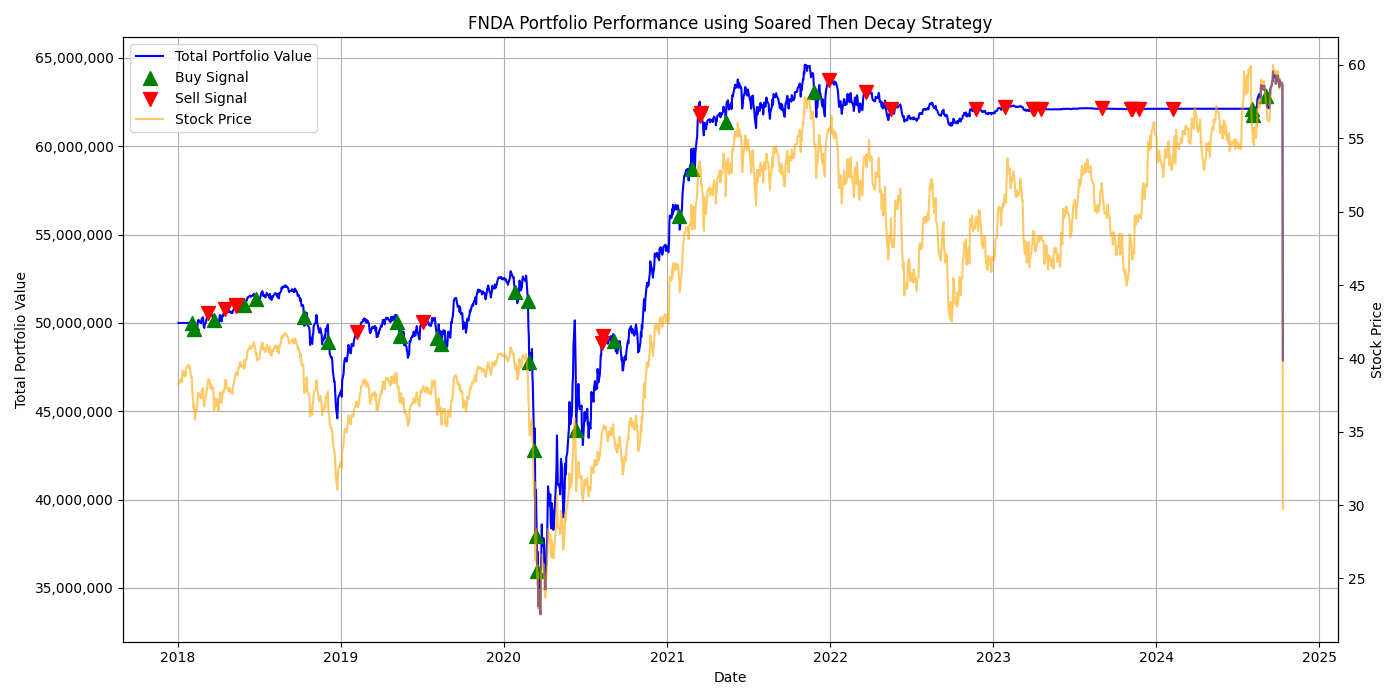 FNDA Portfolio Performance using Soared Then Decay Strategy
Total Portfolio Value
Buy Signal
Sell Signal
Stock Price
65,000,000
60,000,000
55,000,000
50,000,000
45,000,000
40,000,000
35,000,000
Total Portfolio Value
60
55
50
45
40
35
30
25
Stock Price
2018
2019
2020
2021
2022
2023
2024
2025
Date